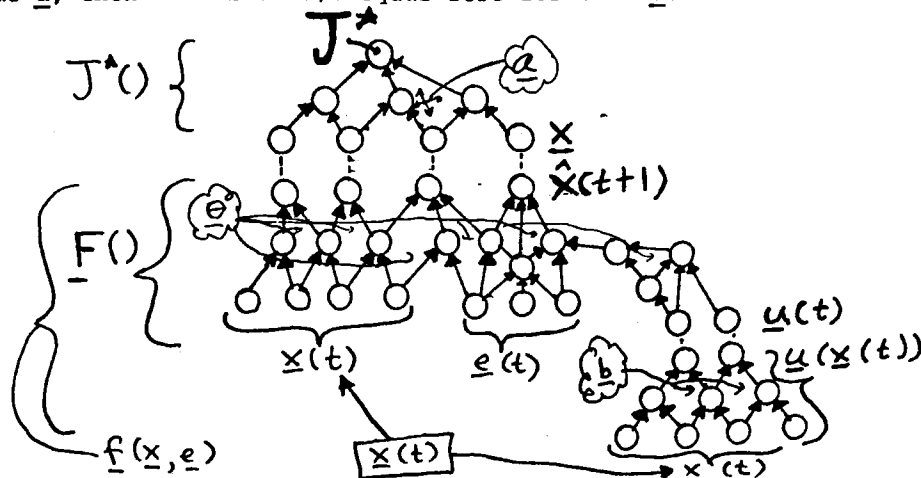 J*
J*()
a
x
x̂(t+1)
θ
F()
u(t)
x(t)
e(t)
u(x(t))
b
f(x,e)
x(t)
x(t)